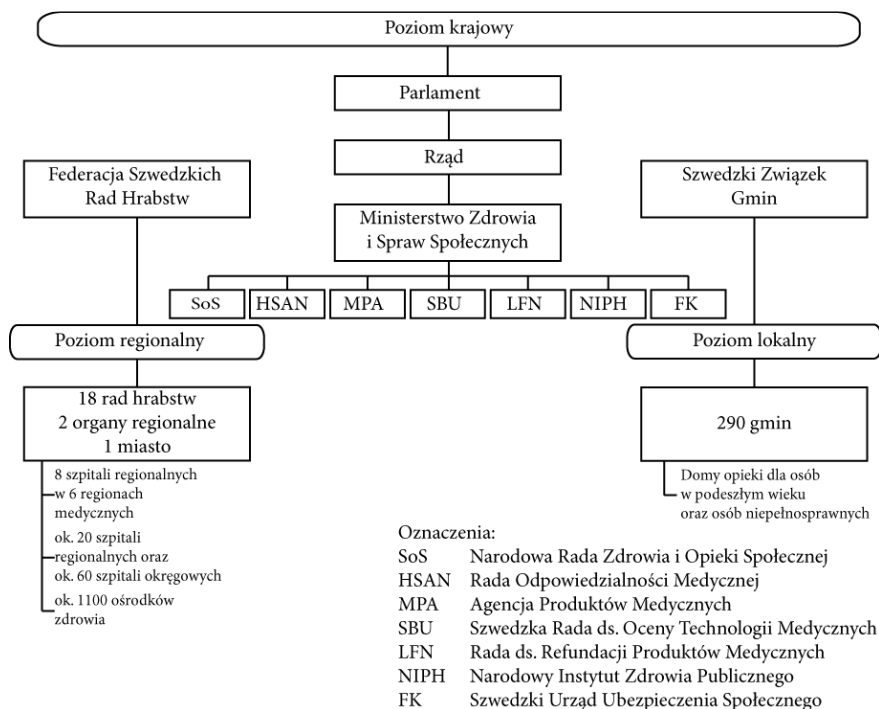 Poziom krajowy
Parlament
Rząd
Federacja Szwedzkich
Rad Hrabstw
Szwedzki Związek
Gmin
Ministerstwo Zdrowia
i Spraw Społecznych
SoS HSAN MPA SBU LFN NIPH FK
Poziom regionalny
Poziom lokalny
18 rad hrabstw
2 organy regionalne
1 miasto
290 gmin
8 szpitali regionalnych
w 6 regionach
medycznych
ok. 20 szpitali
regionalnych oraz
ok. 60 szpitali okręgowych
ok. 1100 ośrodków
zdrowia
Domy opieki dla osób
w podeszłym wieku
oraz osób niepełnosprawnych
Oznaczenia:
SoS Narodowa Rada Zdrowia i Opieki Społecznej
HSAN Rada Odpowiedzialności Medycznej
MPA Agencja Produktów Medycznych
SBU Szwedzka Rada ds. Oceny Technologii Medycznych
LFN Rada ds. Refundacji Produktów Medycznych
NIPH Narodowy Instytut Zdrowia Publicznego
FK Szwedzki Urząd Ubezpieczenia Społecznego